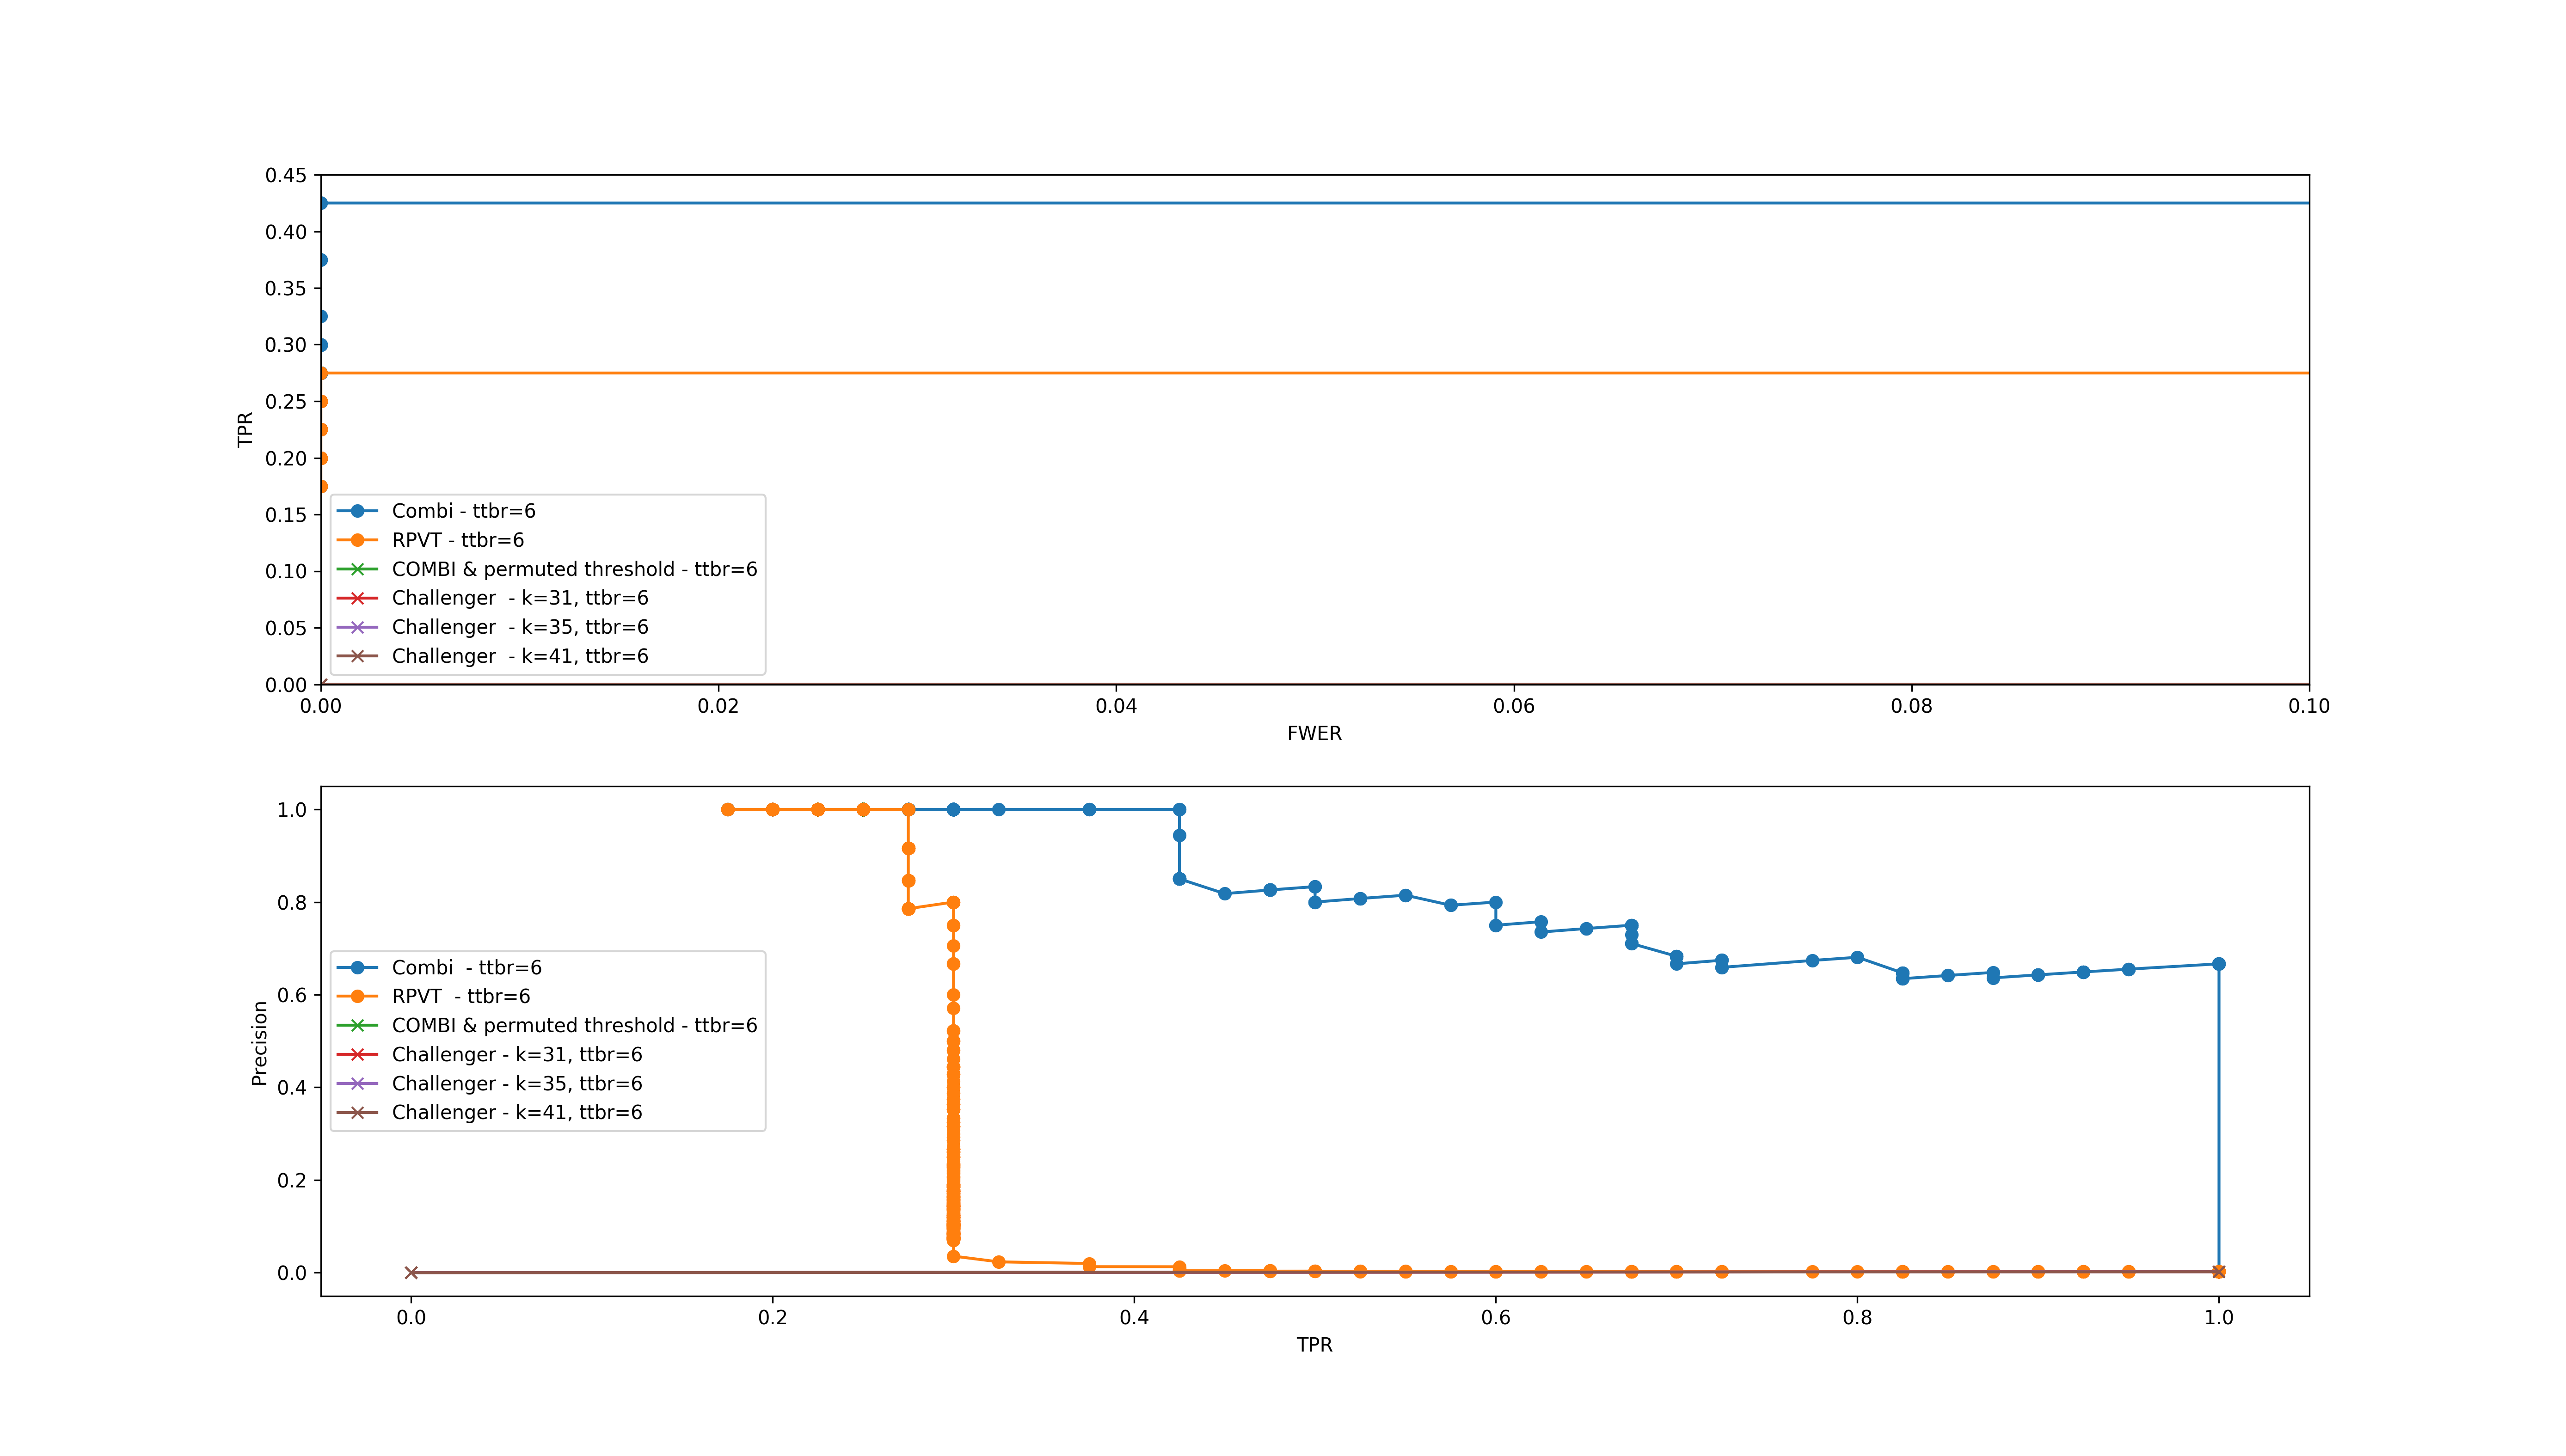 0.45
0.40
0.35
0.30
0.25
0.20
0.15
0.10
0.05
0.00
TPR
Combi - ttbr=6
RPVT - ttbr=6
COMBI & permuted threshold - ttbr=6
Challenger  - k=31, ttbr=6
Challenger  - k=35, ttbr=6
Challenger  - k=41, ttbr=6
0.00 0.02 0.04 0.06 0.08 0.10
FWER
1.0
0.8
0.6
0.4
0.2
0.0
Precision
Combi  - ttbr=6
RPVT  - ttbr=6
COMBI & permuted threshold - ttbr=6
Challenger - k=31, ttbr=6
Challenger - k=35, ttbr=6
Challenger - k=41, ttbr=6
0.0 0.2 0.4 0.6 0.8 1.0
TPR